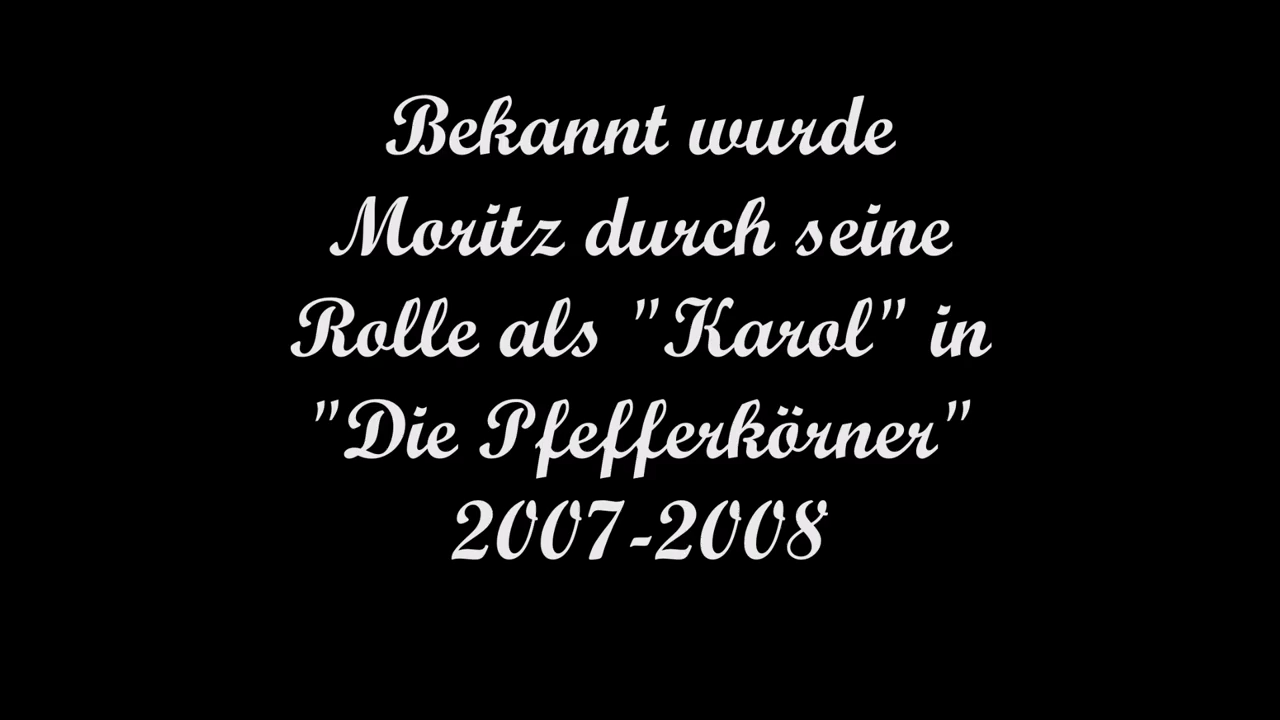 Bekannt wurde
Moritz durch seine
Rolle als "Karol" in
"Die Pfefferkörner"
2007-2008